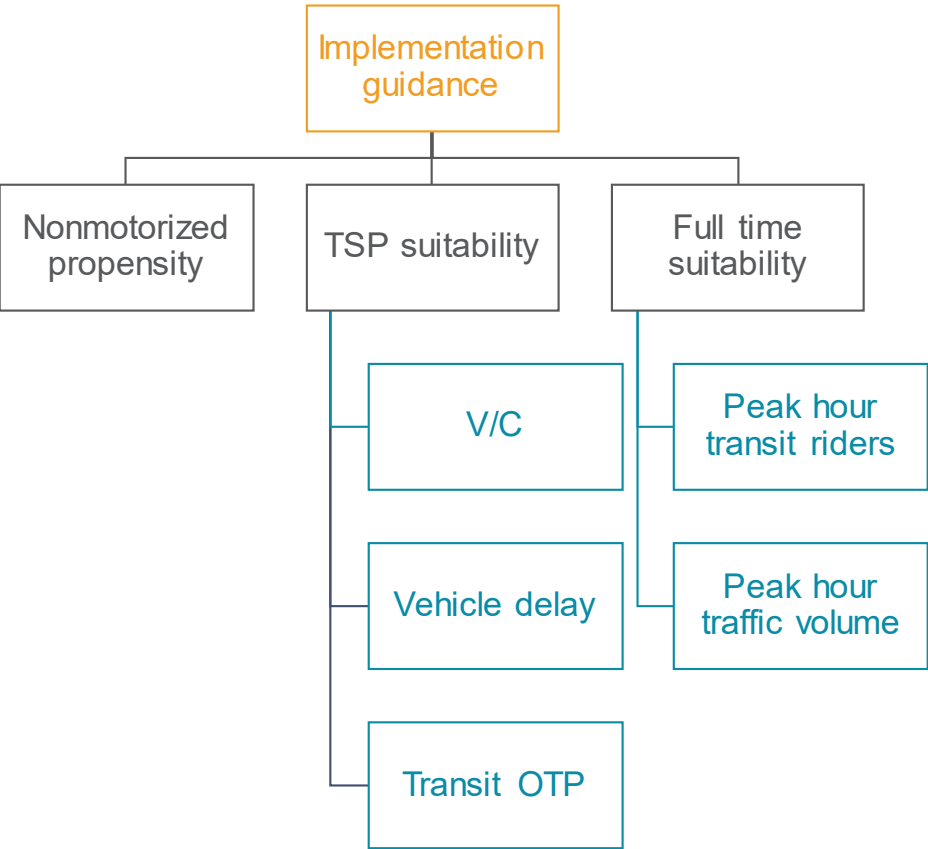 Implementation
guidance
Nonmotorized
propensity
TSP suitability
Full time
suitability
V/C
Peak hour
transit riders
Vehicle delay
Peak hour
traffic volume
Transit OTP